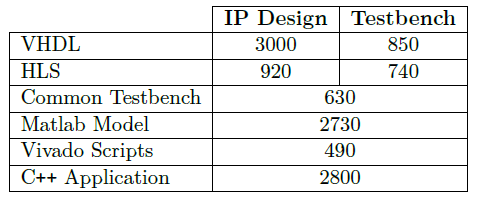 IP Design Testbench
VHDL 3000 850
HLS 920 740
Common Testbench 630
Matlab Model 2730
Vivado Scripts 490
C++ Application 2800